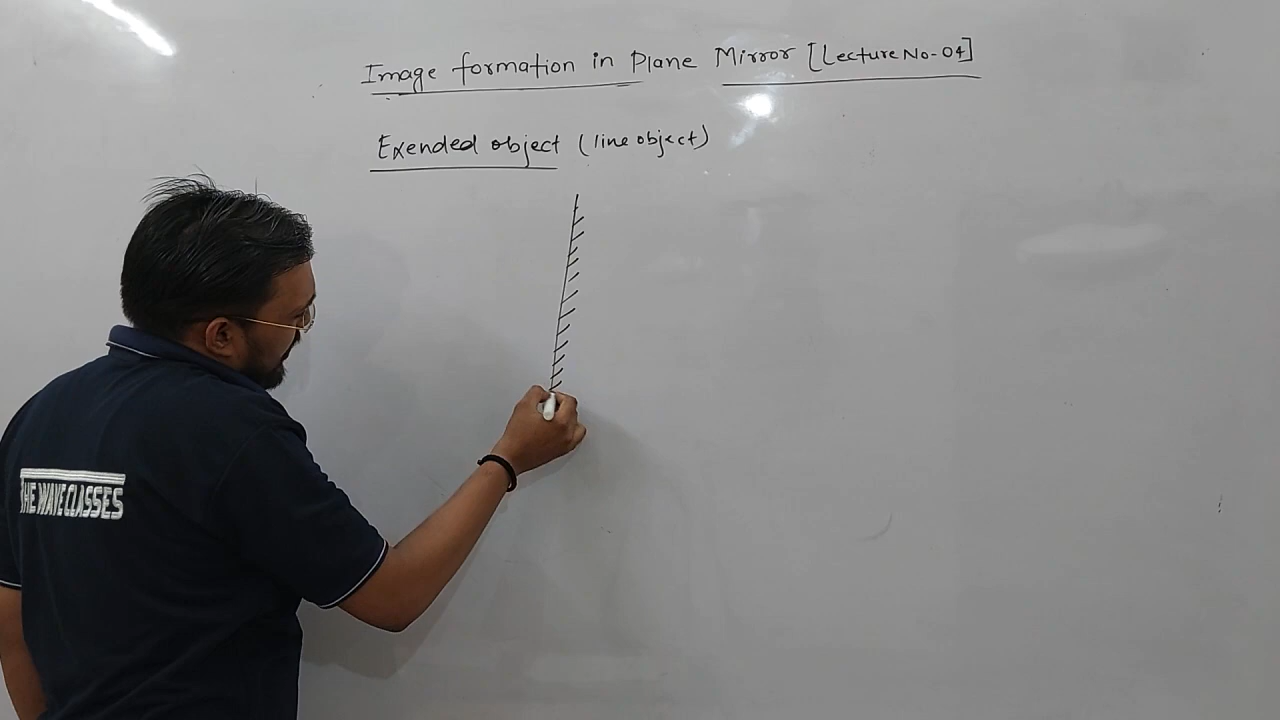 Image formation in Plane Mirror [Lecture No-04]
Exended object (line object)
THE WAVE CLASSES